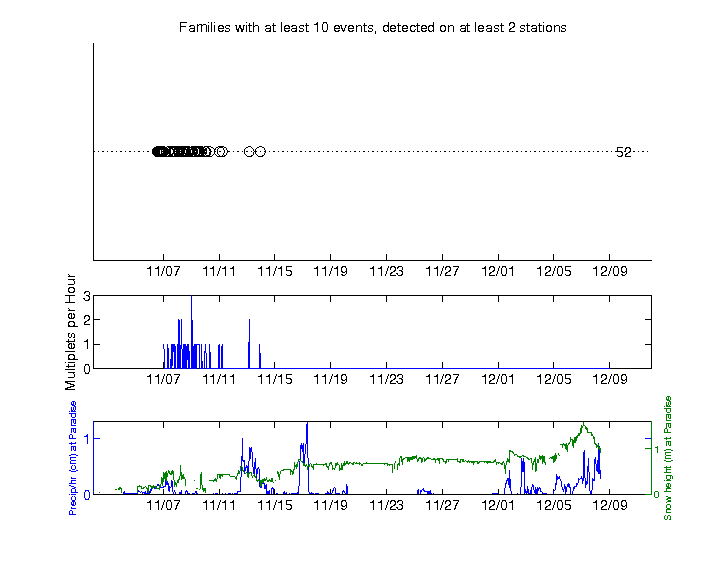 Families with at least 10 events, detected on at least 2 stations
52
11/07 11/11 11/15 11/19 11/23 11/27 12/01 12/05 12/09
Multiplets per Hour
3
2
1
0
11/07 11/11 11/15 11/19 11/23 11/27 12/01 12/05 12/09
Precip/hr (cm) at Paradise
1
0
Snow height (m) at Paradise
1
0
11/07 11/11 11/15 11/19 11/23 11/27 12/01 12/05 12/09